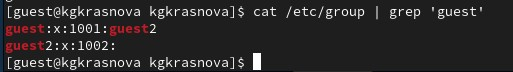 [guest@kgkrasnova kgkrasnova]$ cat /etc/group | grep 'guest'
guest:x:1001:guest2
guest2:x:1002:
[guest@kgkrasnova kgkrasnova]$